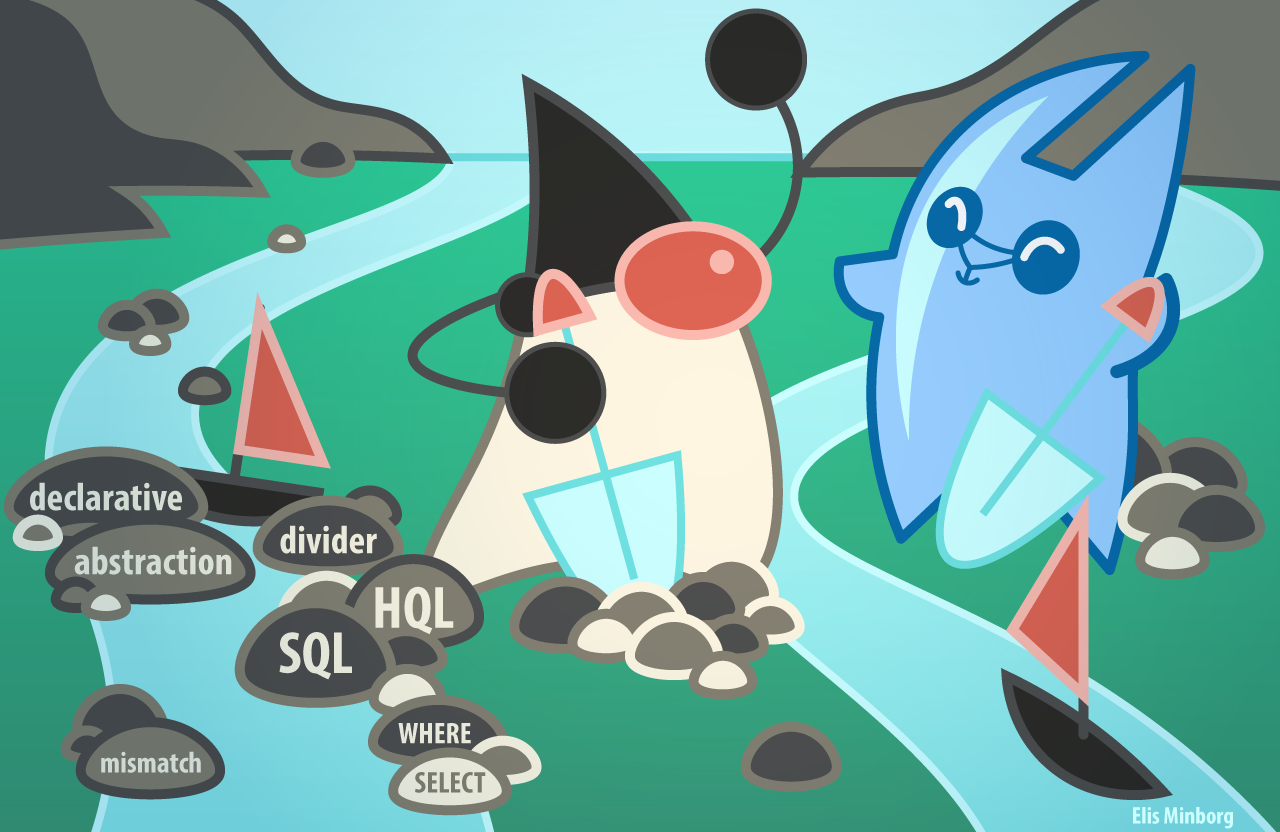 declarative
abstraction
divider
HQL
SQL
WHERE
SELECT
mismatch
Elis Minborg